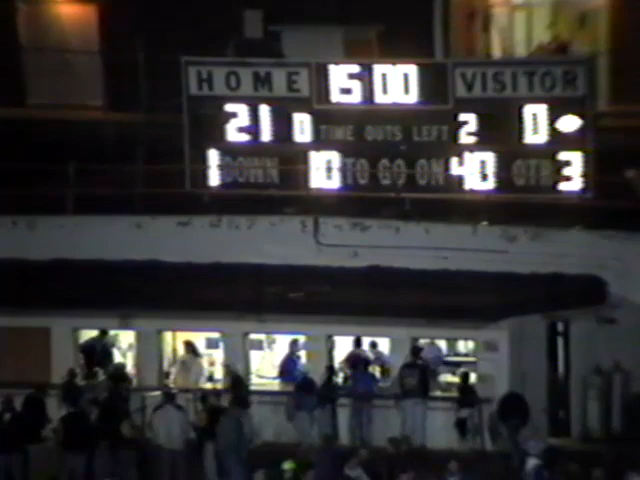 HOME 15 00 VISITOR
21 0 TIME OUTS LEFT 2 0
1 DOWN 10 TO GO ON 40 QTR 3